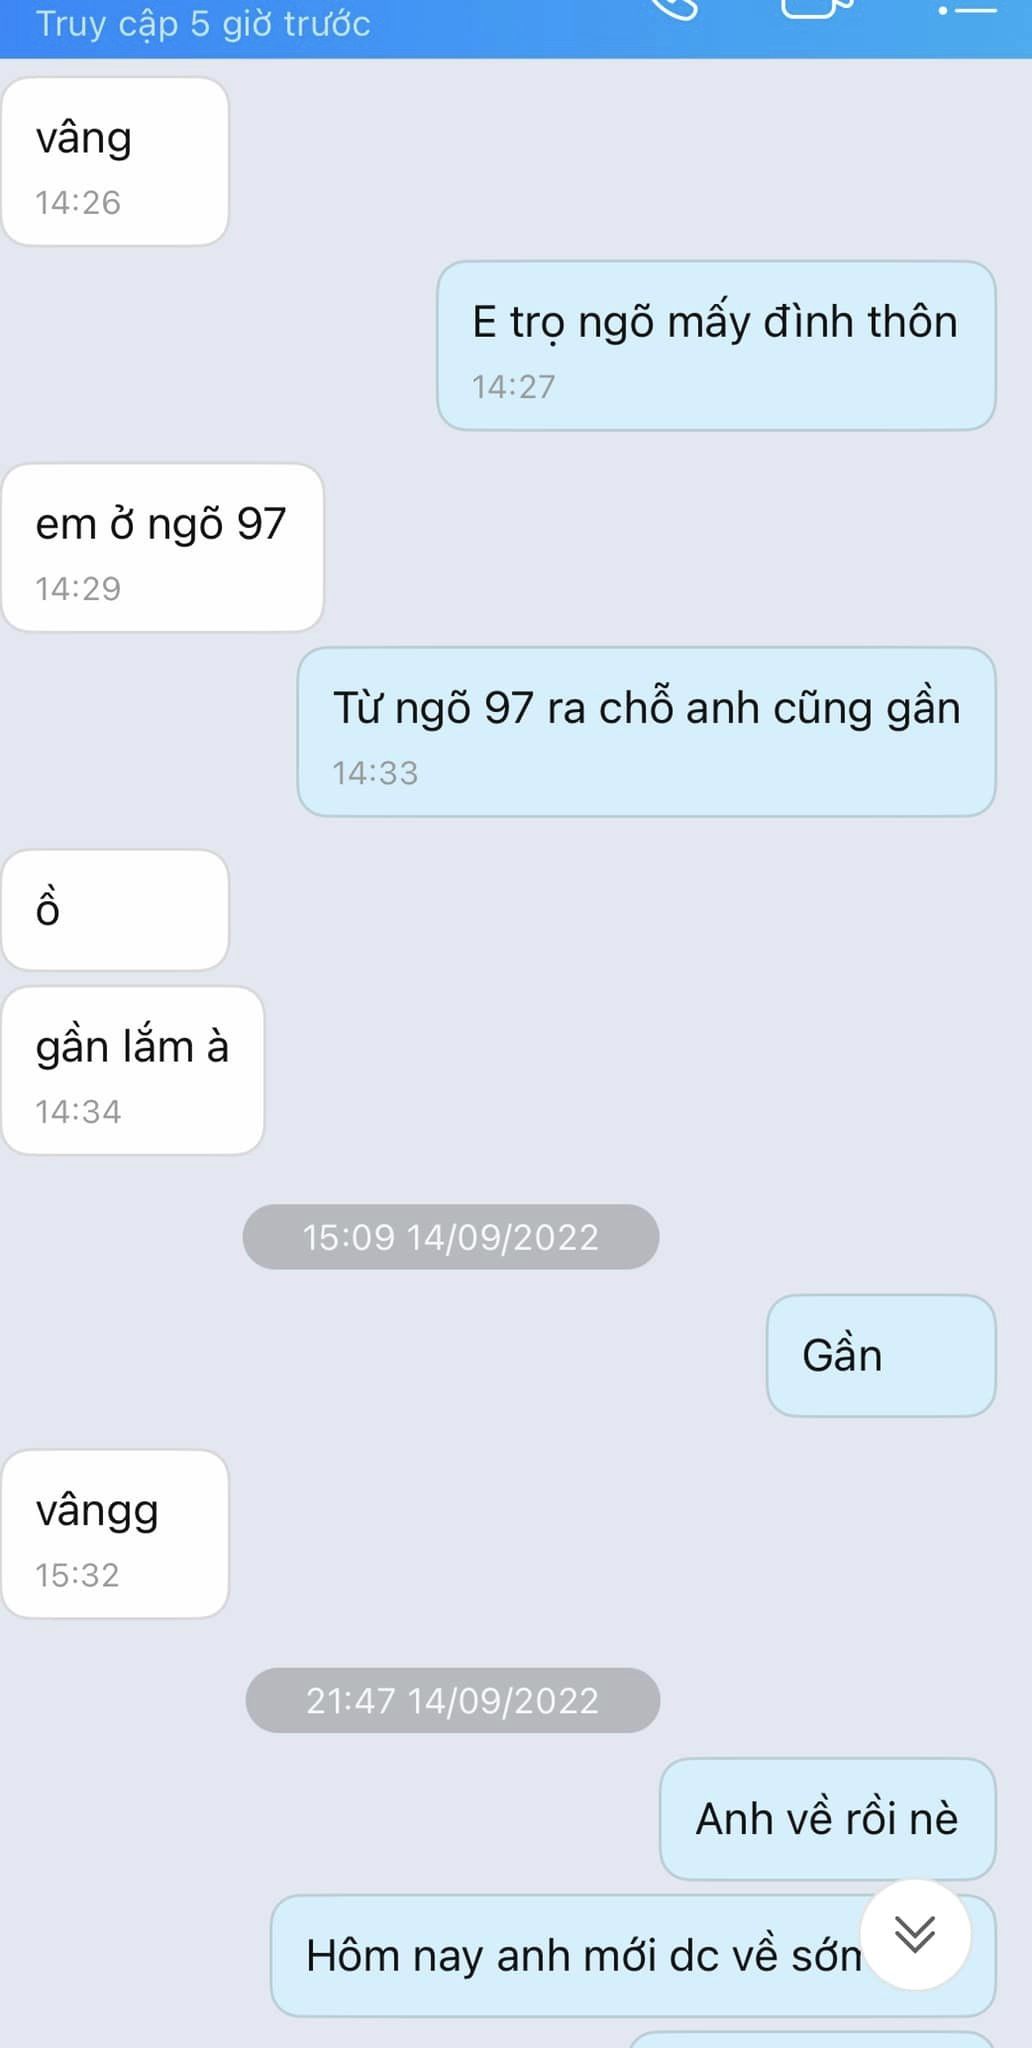 Truy cập 5 giờ trước
vâng
14:26
E trọ ngõ mấy đình thôn
14:27
em ở ngõ 97
14:29
Từ ngõ 97 ra chỗ anh cũng gần
14:33
ồ
gần lắm à
14:34
15:09 14/09/2022
Gần
vângg
15:32
21:47 14/09/2022
Anh về rồi nè
Hôm nay anh mới dc về sớm